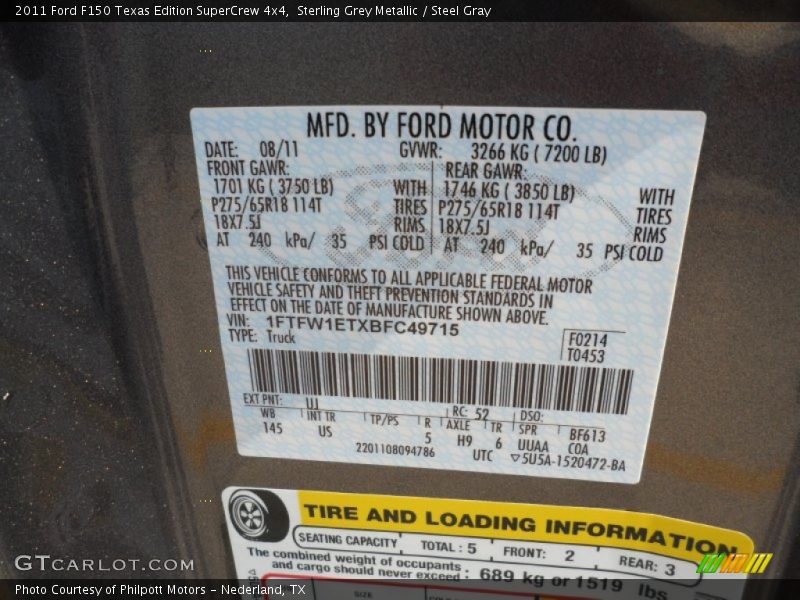 2011 Ford F150 Texas Edition SuperCrew 4x4,  Sterling Grey Metallic / Steel Gray
MFD. BY FORD MOTOR CO.
DATE: 08/11 GVWR: 3266 KG ( 7200 LB)
FRONT GAWR: REAR GAWR:
1701 KG ( 3750 LB) WITH 1746 KG ( 3850 LB) WITH
P275/65R18 114T TIRES P275/65R18 114T TIRES
18X7.5J RIMS 18X7.5J RIMS
AT 240 kPa/ 35 PSI COLD AT 240 kPa/ 35 PSI COLD
THIS VEHICLE CONFORMS TO ALL APPLICABLE FEDERAL MOTOR
VEHICLE SAFETY AND THEFT PREVENTION STANDARDS IN
EFFECT ON THE DATE OF MANUFACTURE SHOWN ABOVE.
VIN: 1FTFW1ETXBFC49715
TYPE: Truck
F0214
T0453
EXT PNT: UJ RC: 52 DSO:
WB INT TR TP/PS R AXLE TR SPR BF613
145 US 5 H9 6 UUAA COA
2201108094786 UTC ▽5U5A-1520472-BA
TIRE AND LOADING INFORMATION
SEATING CAPACITY TOTAL : 5 FRONT: 2 REAR: 3
The combined weight of occupants
and cargo should never exceed : 689 kg or 1519 lbs
SIZE
GTCARLOT.COM
Photo Courtesy of Philpott Motors - Nederland, TX